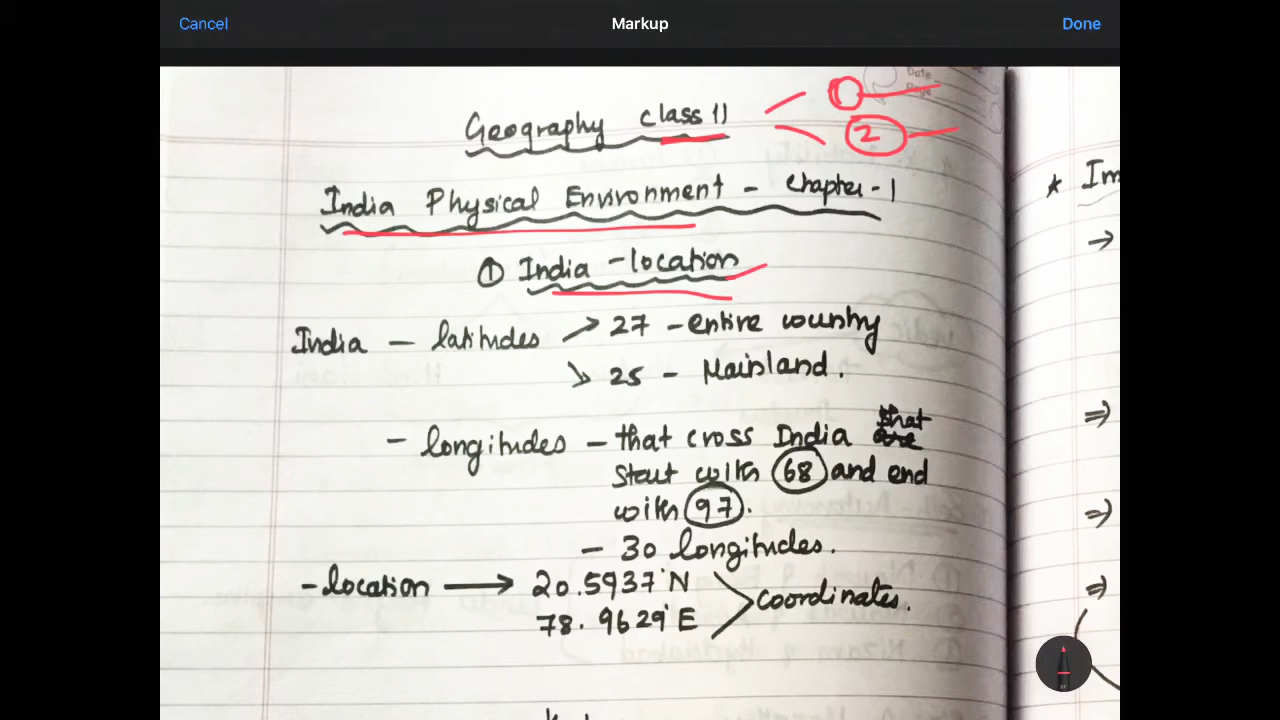 Cancel
Markup
Done
Date
Page
Geography class 11
2
India Physical Environment - Chapter-1
① India - location
India - latitudes 27 - entire country
25 - Mainland.
- longitudes - that cross India that
start with 68 and end
with 97.
- 30 longitudes.
- location → 20.5937°N
78.9629°E coordinates.
* Im
→
⇒
⇒
⇒